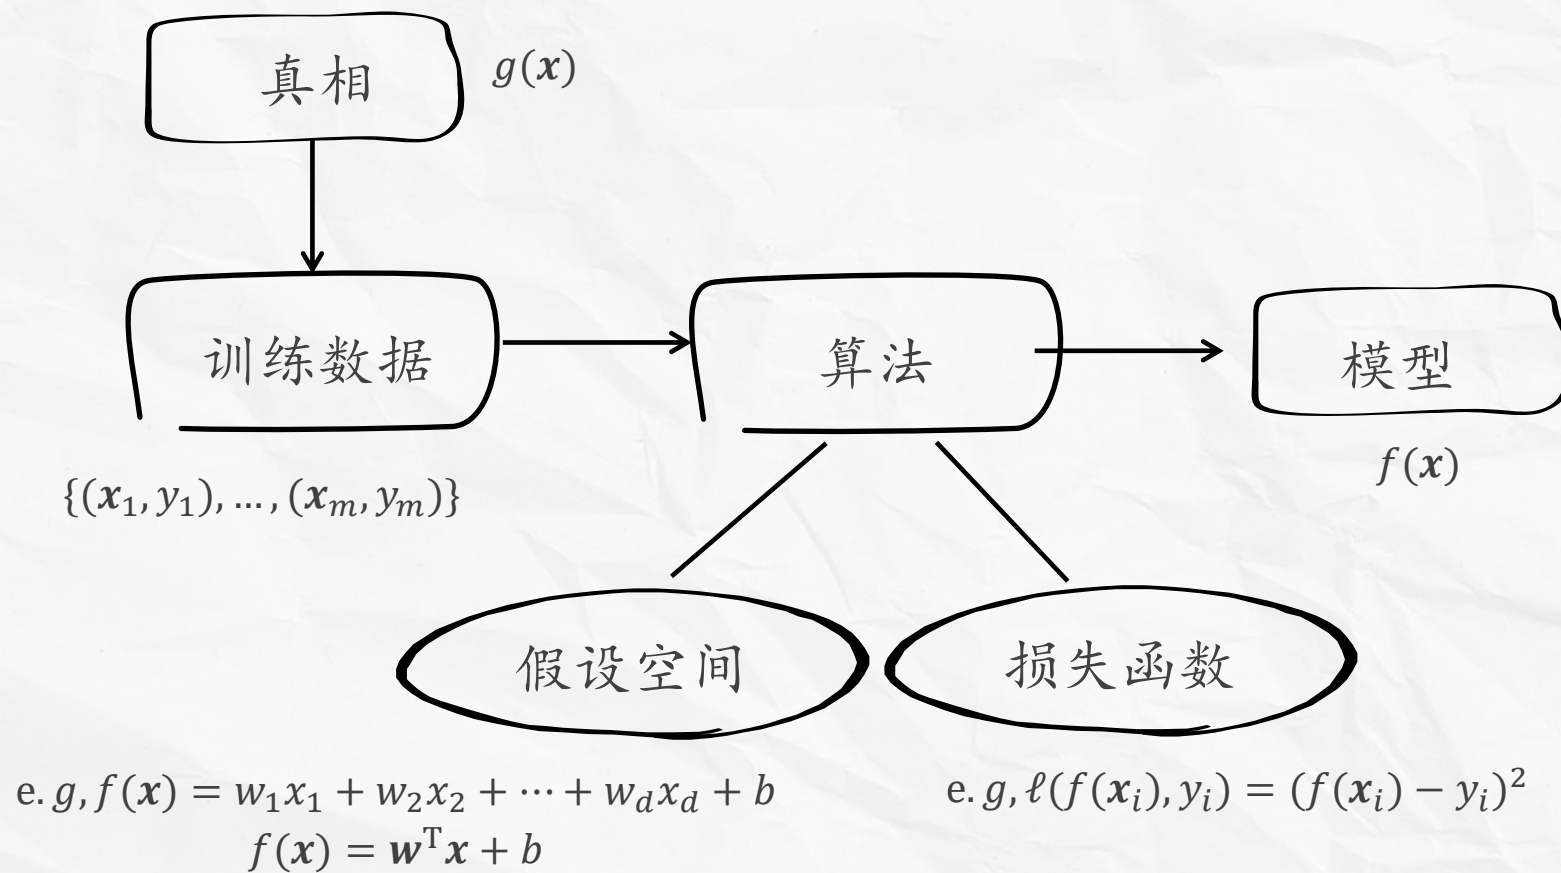 真相
g(x)
训练数据
算法
模型
{(x₁, y₁), … , (xₘ, yₘ)}
f(x)
假设空间
损失函数
e. g, f(x) = w₁x₁ + w₂x₂ + ⋯ + w_d x_d + b
f(x) = wᵀx + b
e. g, ℓ(f(xᵢ), yᵢ) = (f(xᵢ) − yᵢ)²